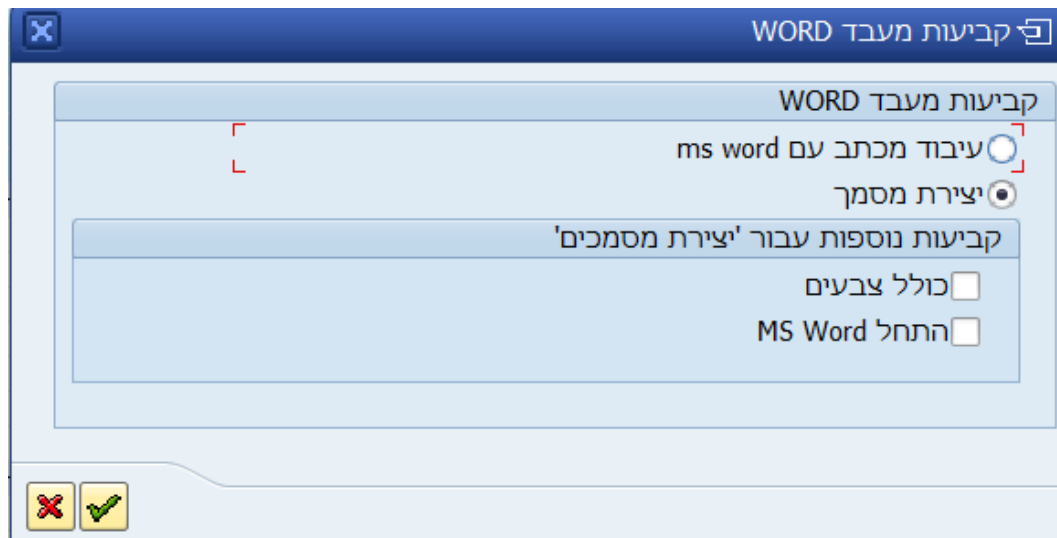 קביעות מעבד WORD
קביעות מעבד WORD
עיבוד מכתב עם ms word
יצירת מסמך
קביעות נוספות עבור 'יצירת מסמכים'
כולל צבעים
התחל MS Word